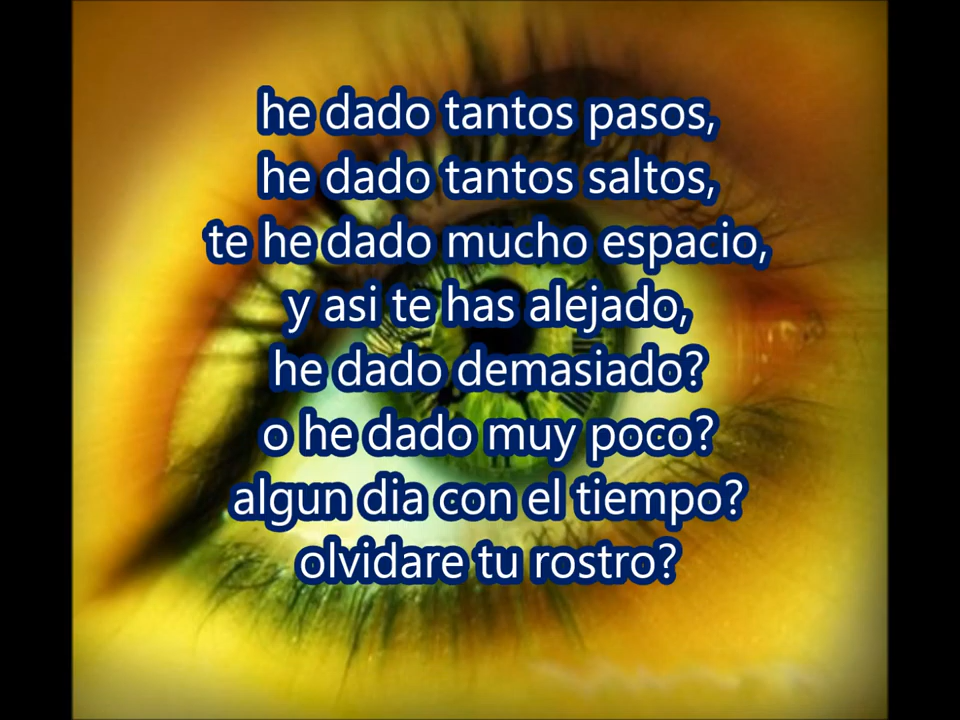 he dado tantos pasos,
he dado tantos saltos,
te he dado mucho espacio,
y asi te has alejado,
he dado demasiado?
o he dado muy poco?
algun dia con el tiempo?
olvidare tu rostro?